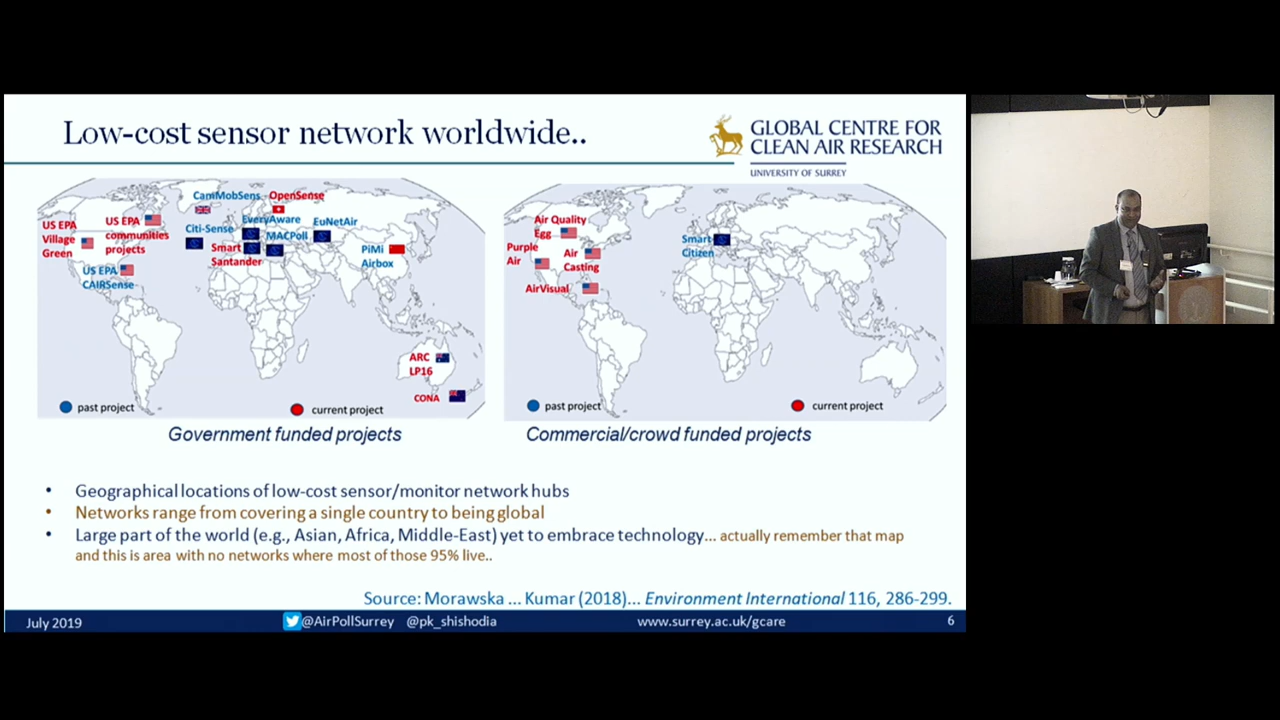 Low-cost sensor network worldwide..
GLOBAL CENTRE FOR
CLEAN AIR RESEARCH
UNIVERSITY OF SURREY
CamMobSens
OpenSense
US EPA
Village
Green
US EPA
communities
projects
Citi-Sense
EveryAware
EuNetAir
MACPoll
Smart
Santander
PiMi
Airbox
US EPA
CAIRSense
ARC
LP16
CONA
past project
current project
Government funded projects
Air Quality
Egg
Purple
Air
Air
Casting
AirVisual
Smart
Citizen
past project
current project
Commercial/crowd funded projects
• Geographical locations of low-cost sensor/monitor network hubs
• Networks range from covering a single country to being global
• Large part of the world (e.g., Asian, Africa, Middle-East) yet to embrace technology... actually remember that map
and this is area with no networks where most of those 95% live..
Source: Morawska ... Kumar (2018)... Environment International 116, 286-299.
July 2019
@AirPollSurrey
@pk_shishodia
www.surrey.ac.uk/gcare
6